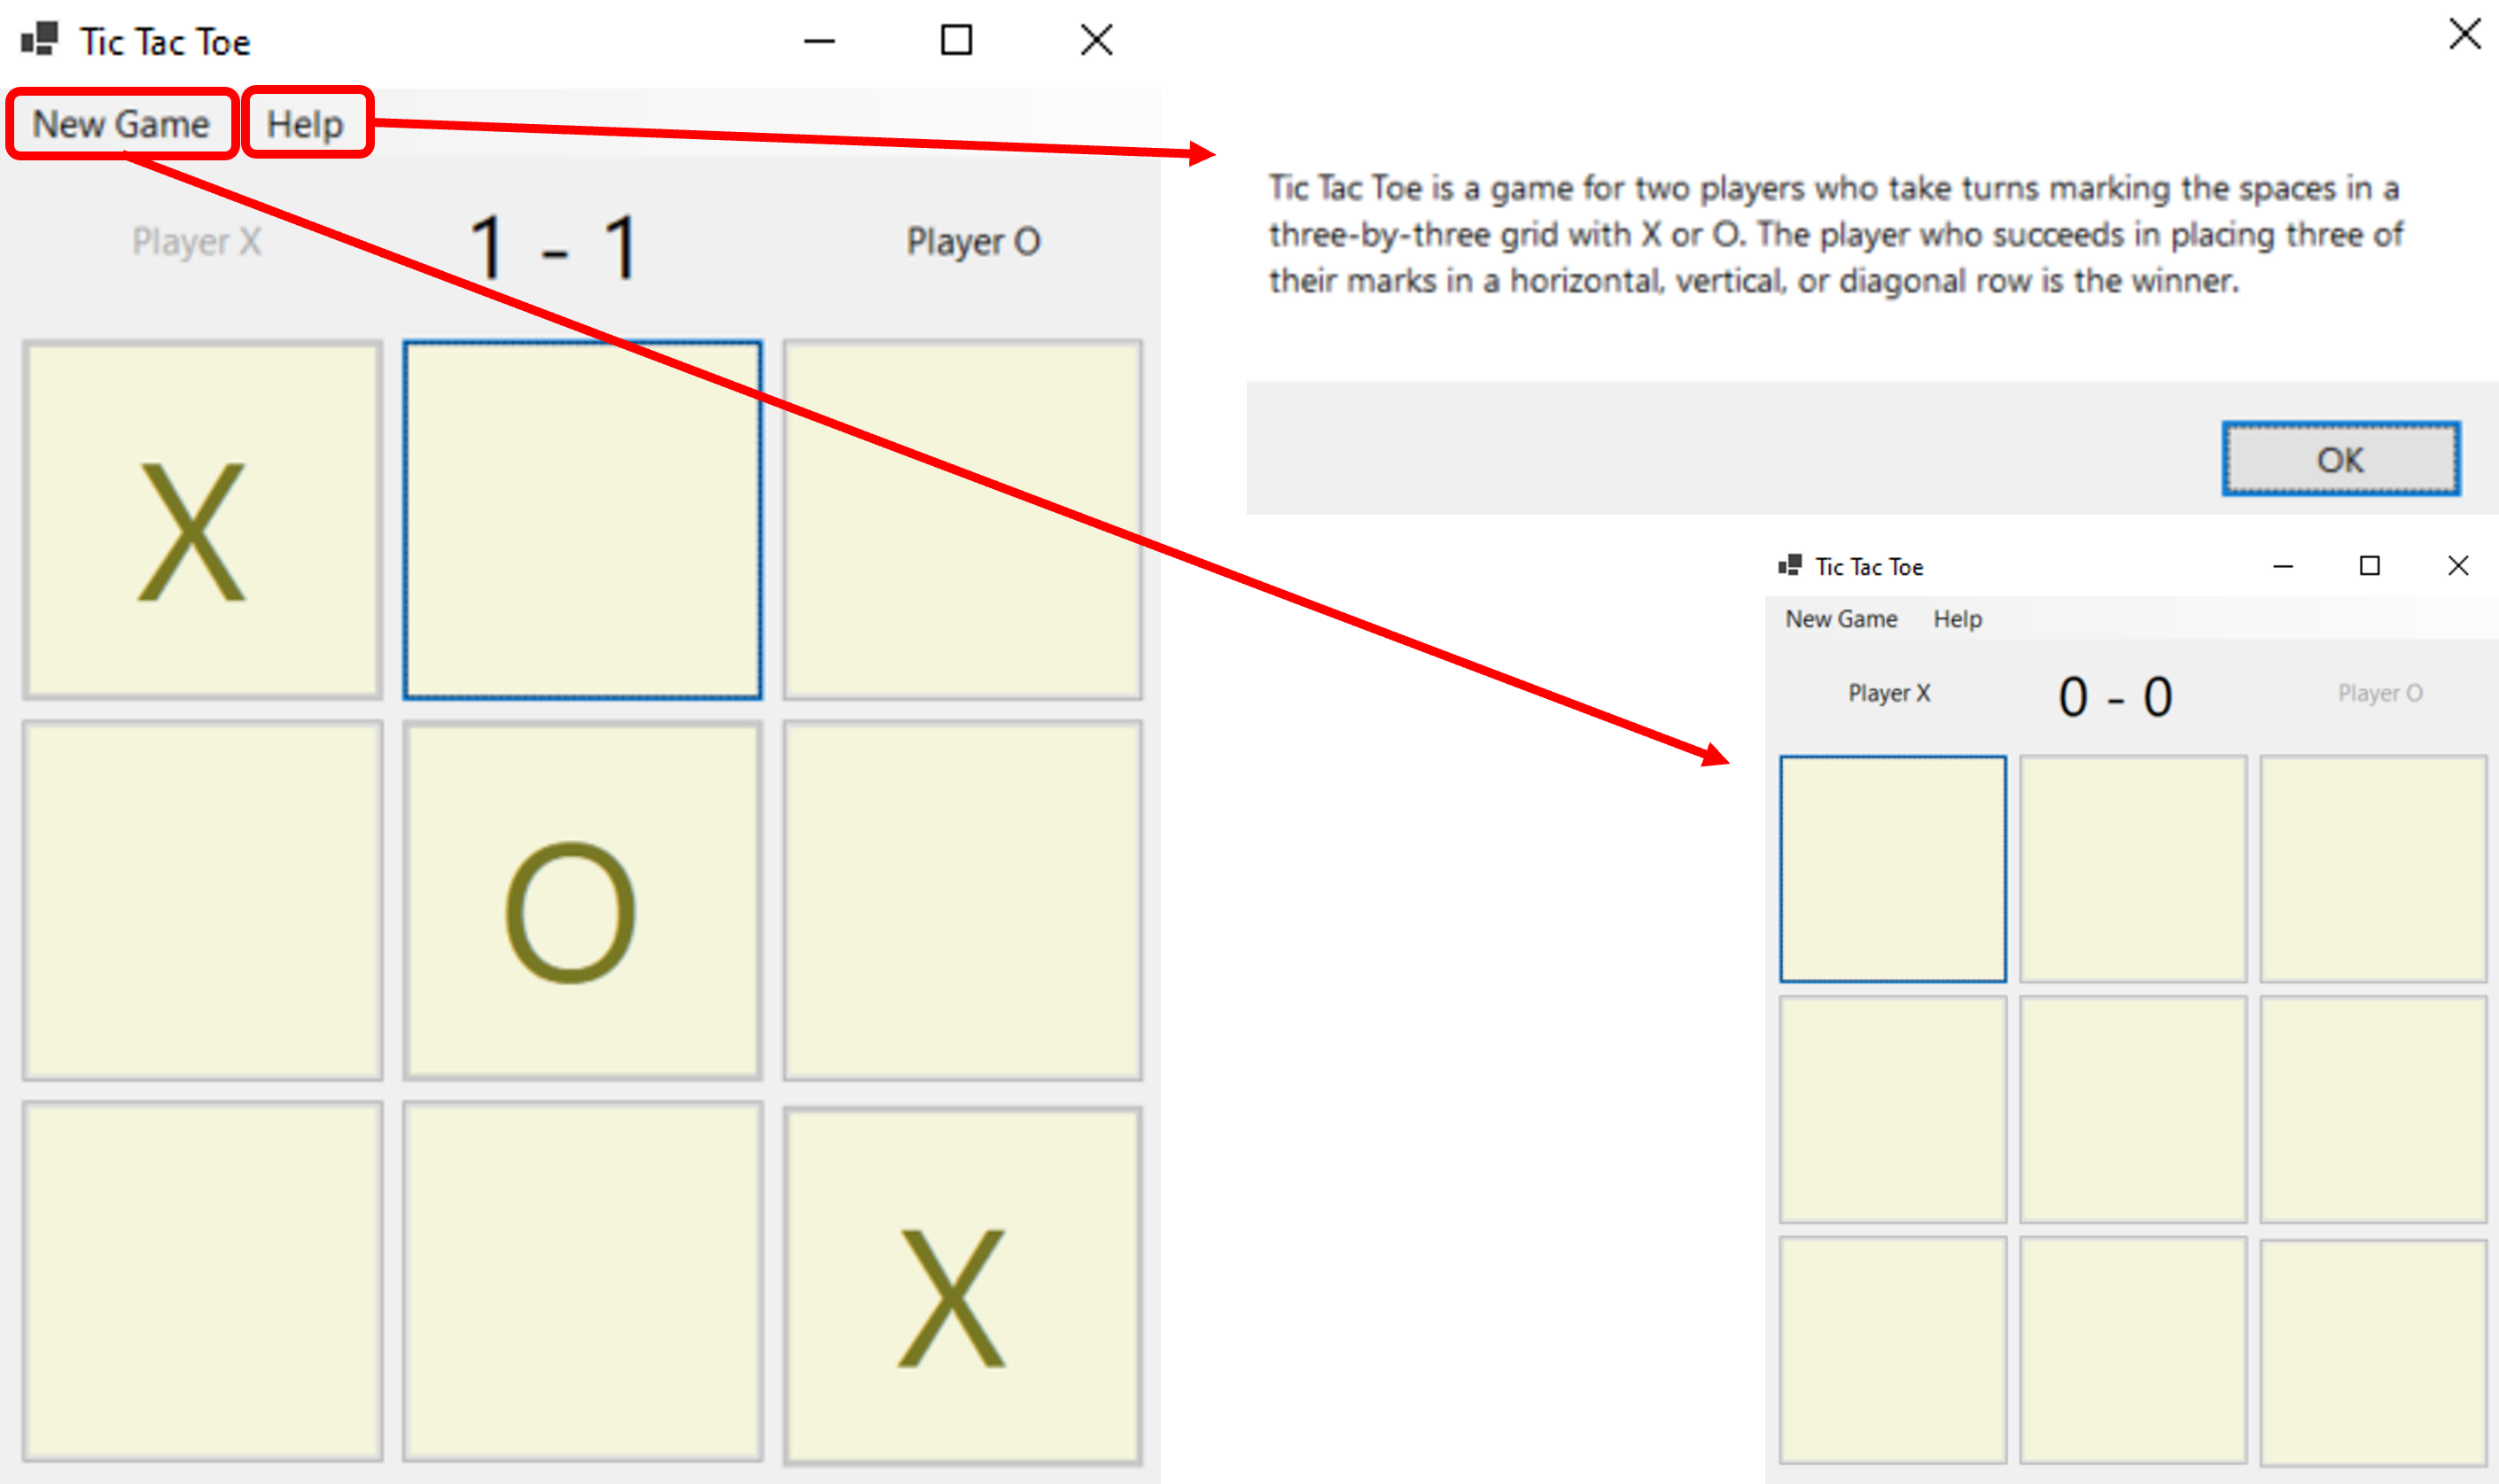 Tic Tac Toe
New Game Help
Player X 1 - 1 Player O
X
O
X
Tic Tac Toe is a game for two players who take turns marking the spaces in a
three-by-three grid with X or O. The player who succeeds in placing three of
their marks in a horizontal, vertical, or diagonal row is the winner.
OK
Tic Tac Toe
New Game Help
Player X 0 - 0 Player O